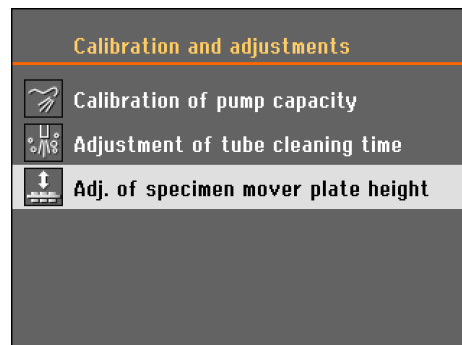 Calibration and adjustments
Calibration of pump capacity
Adjustment of tube cleaning time
Adj. of specimen mover plate height